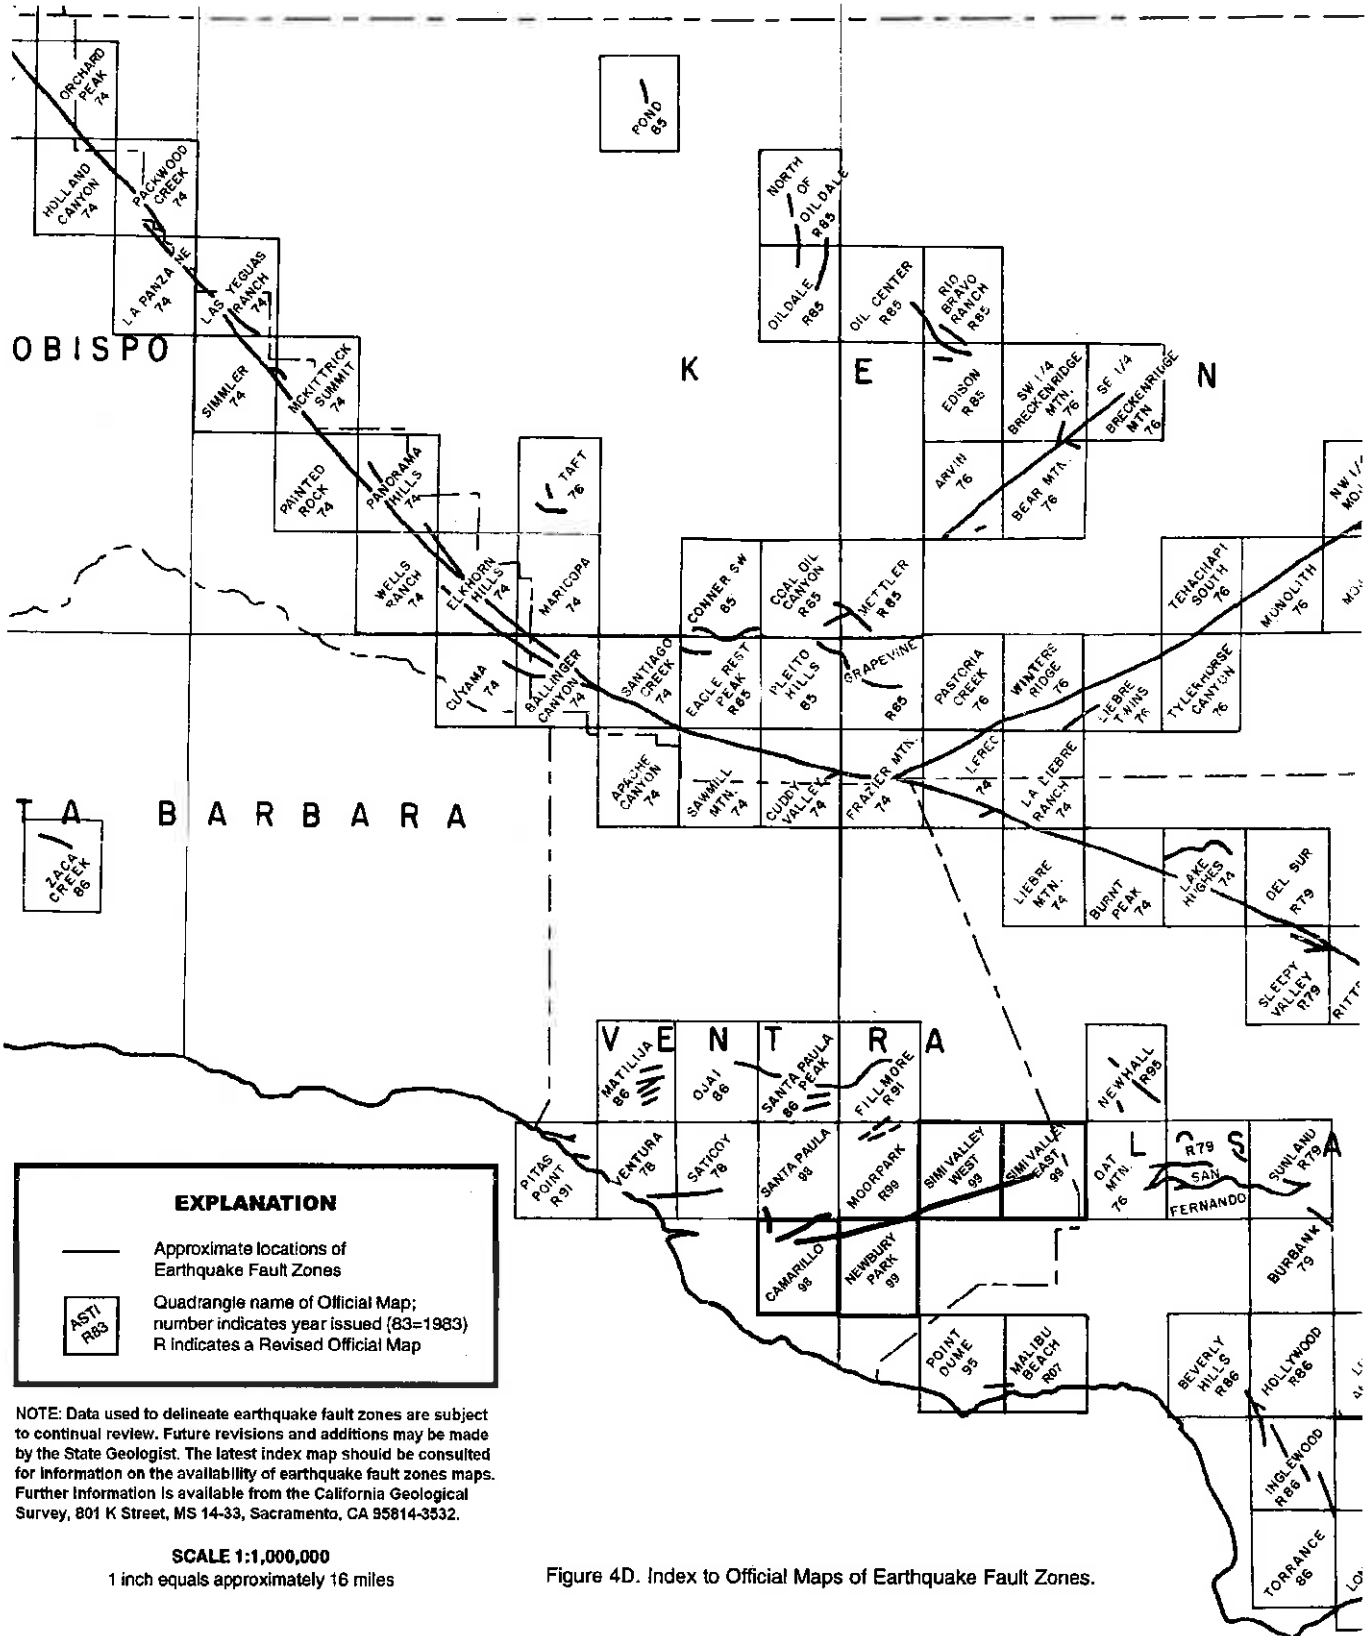 ORCHARD
PEAK
74
POND
85
HOLLAND
CANYON
74
PACKWOOD
CREEK
74
NORTH
OF
OILDALE
R85
LA PANZA NE
74
LAS YEGUAS
RANCH
74
OILDALE
R85
OIL CENTER
R85
RIO
BRAVO
RANCH
R85
OBISPO
K E N
SIMMLER
74
MCKITTRICK
SUMMIT
74
EDISON
R85
SW 1/4
BRECKENRIDGE
MTN.
76
SE 1/4
BRECKENRIDGE
MTN
76
PAINTED
ROCK
74
PANORAMA
HILLS
74
TAFT
76
ARVIN
76
BEAR MTN.
76
NW 1/4
WELLS
RANCH
74
ELKHORN
HILLS
74
MARICOPA
74
CONNER SW
85
COAL OIL
CANYON
R85
METTLER
R85
TEHACHAPI
SOUTH
76
MONOLITH
76
CUYAMA
74
BALLINGER
CANYON
74
SANTIAGO
CREEK
74
EAGLE REST
PEAK
R85
PLEITO
HILLS
85
GRAPEVINE
R85
PASTORIA
CREEK
76
WINTERS
RIDGE
76
LIEBRE
TWINS
76
TYLERHORSE
CANYON
76
APACHE
CANYON
74
SAWMILL
MTN.
74
CUDDY
VALLEY
74
FRAZIER MTN.
74
LEBEC
74
LA LIEBRE
RANCH
74
TA BARBARA
ZACA
CREEK
86
LIEBRE
MTN.
74
BURNT
PEAK
74
LAKE
HUGHES
74
DEL SUR
R79
SLEEPY
VALLEY
R79
VENT RA
MATILIJA
86
OJAI
86
SANTA PAULA
PEAK
86
FILLMORE
R91
NEWHALL
R95
PITAS
POINT
R91
VENTURA
78
SATICOY
78
SANTA PAULA
98
MOORPARK
R99
SIMI VALLEY
WEST
99
SIMI VALLEY
EAST
99
OAT
MTN.
76
L S A
R79
SAN
FERNANDO
SUNLAND
R79
CAMARILLO
98
NEWBURY
PARK
99
BURBANK
79
POINT
DUME
95
MALIBU
BEACH
R07
BEVERLY
HILLS
R86
HOLLYWOOD
R86
INGLEWOOD
R86
TORRANCE
86
EXPLANATION
Approximate locations of
Earthquake Fault Zones
ASTI
R83
Quadrangle name of Official Map;
number indicates year issued (83=1983)
R indicates a Revised Official Map
NOTE: Data used to delineate earthquake fault zones are subject
to continual review. Future revisions and additions may be made
by the State Geologist. The latest index map should be consulted
for information on the availability of earthquake fault zones maps.
Further information is available from the California Geological
Survey, 801 K Street, MS 14-33, Sacramento, CA 95814-3532.
SCALE 1:1,000,000
1 inch equals approximately 16 miles
Figure 4D. Index to Official Maps of Earthquake Fault Zones.